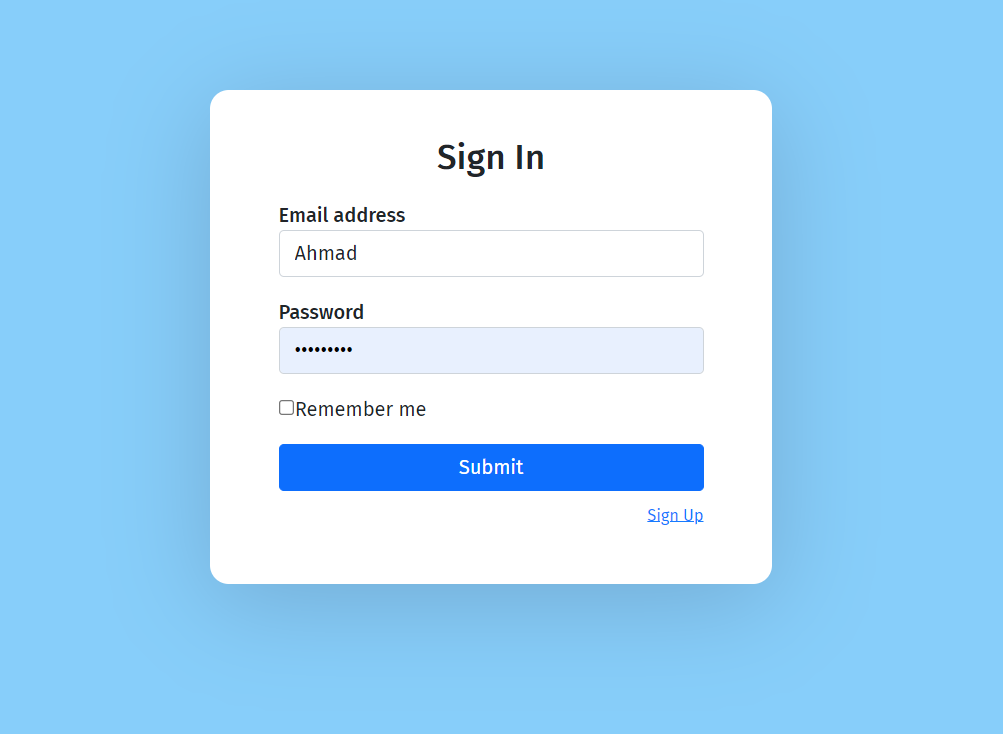 Sign In
Email address
Ahmad
Password
•••••••••
Remember me
Submit
Sign Up